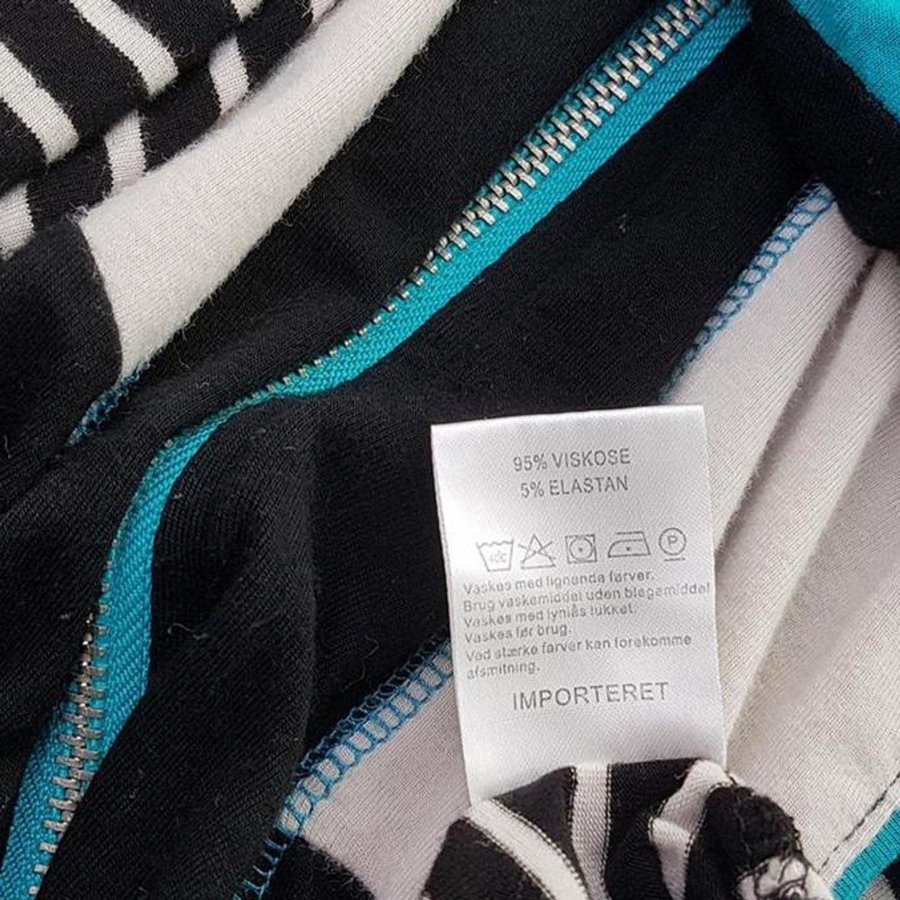 95% VISKOSE
5% ELASTAN
40°C P
Vaskes med lignende farver.
Brug vaskemiddel uden blegemiddel
Vaskes med lynlås lukket.
Vaskes før brug.
Ved stærke farver kan forekomme
afsmitning.
IMPORTERET